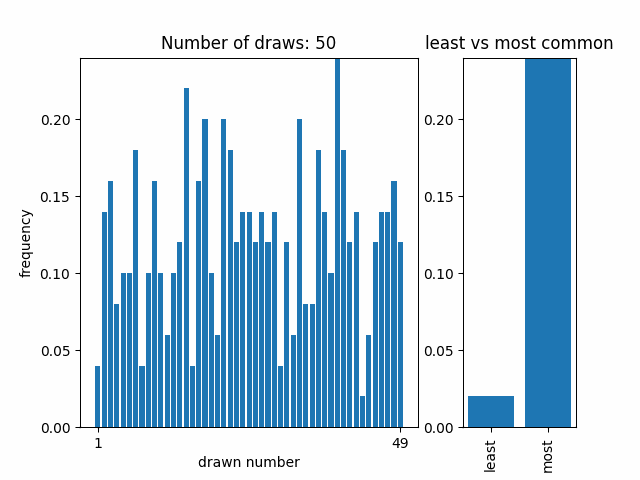 Number of draws: 50
least vs most common
frequency
0.20
0.15
0.10
0.05
0.00
1
49
drawn number
0.20
0.15
0.10
0.05
0.00
least
most